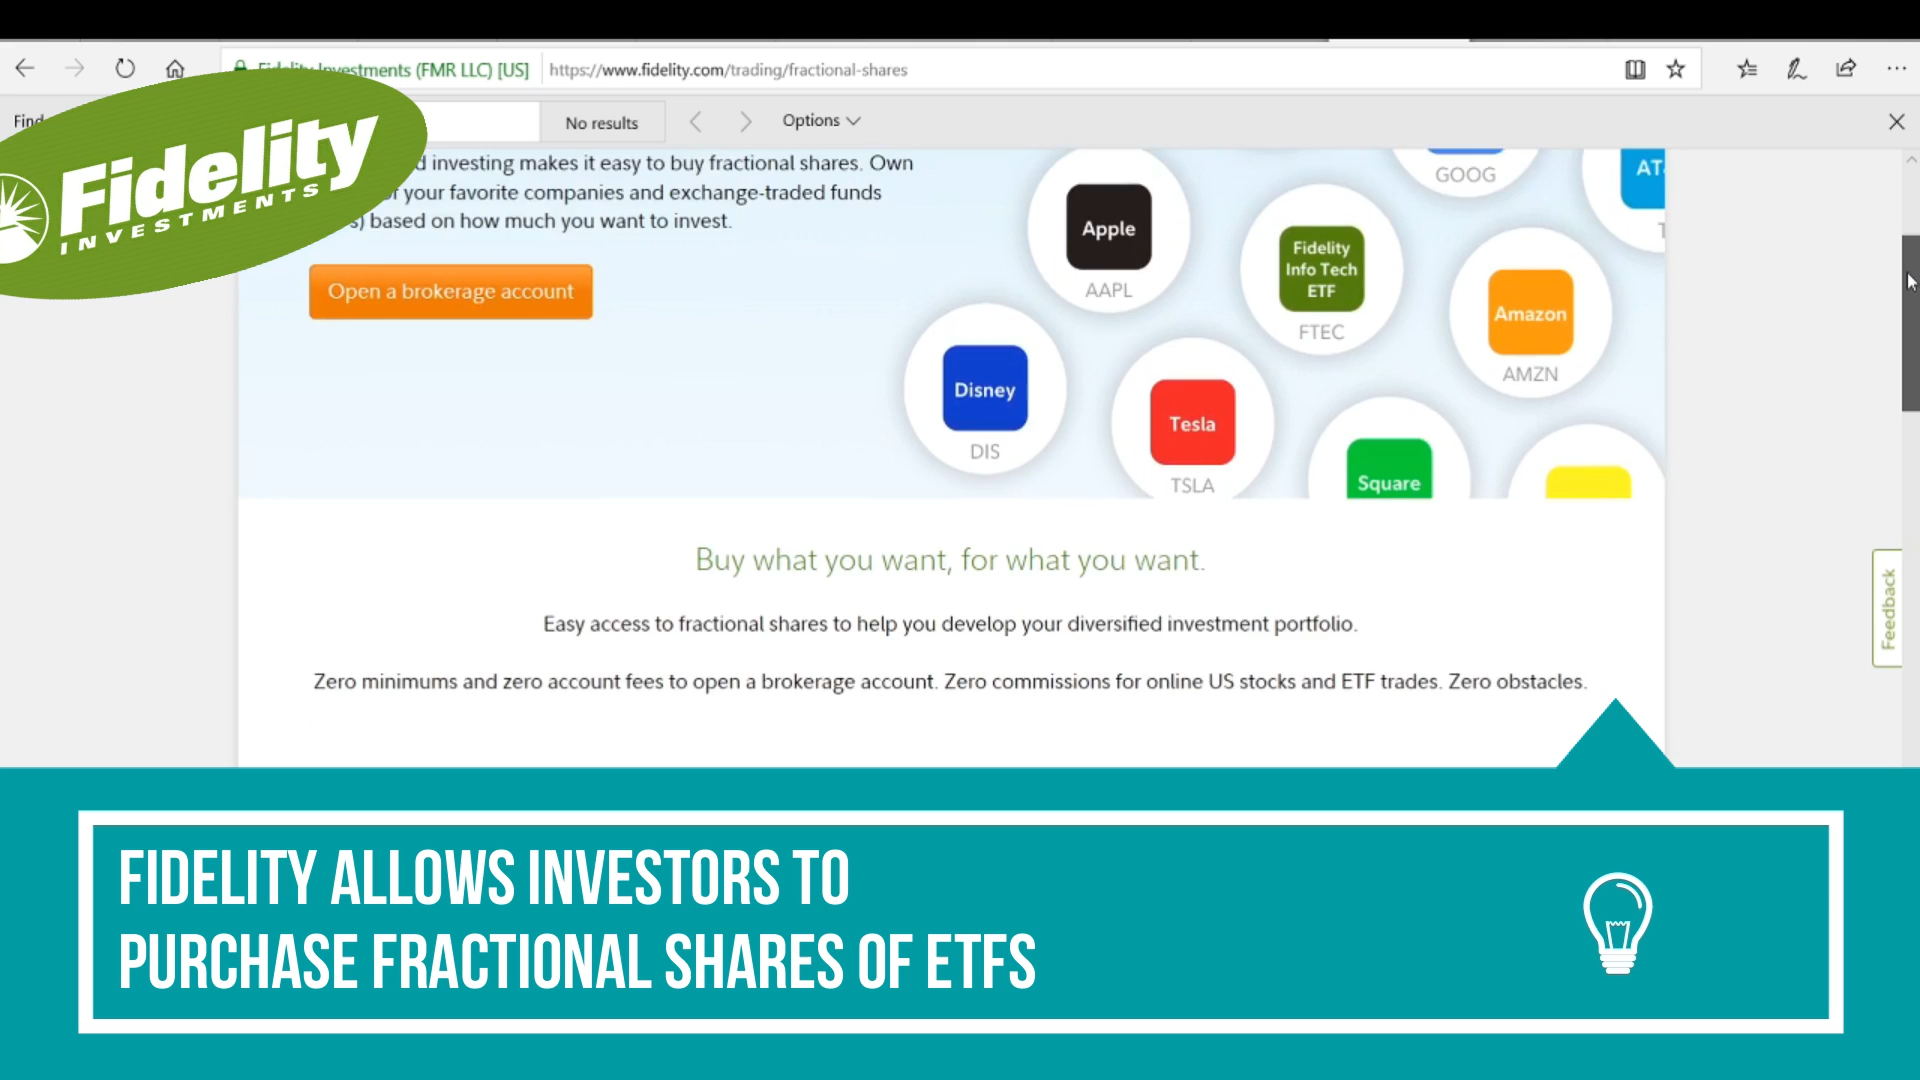 Fidelity Investments (FMR LLC) [US]
https://www.fidelity.com/trading/fractional-shares
Find
No results
Options
Fidelity
INVESTMENTS
investing makes it easy to buy fractional shares. Own
your favorite companies and exchange-traded funds
s) based on how much you want to invest.
Open a brokerage account
GOOG
AT
T
Apple
AAPL
Fidelity
Info Tech
ETF
FTEC
Amazon
AMZN
Disney
DIS
Tesla
TSLA
Square
Buy what you want, for what you want.
Easy access to fractional shares to help you develop your diversified investment portfolio.
Zero minimums and zero account fees to open a brokerage account. Zero commissions for online US stocks and ETF trades. Zero obstacles.
Feedback
FIDELITY ALLOWS INVESTORS TO
PURCHASE FRACTIONAL SHARES OF ETFS